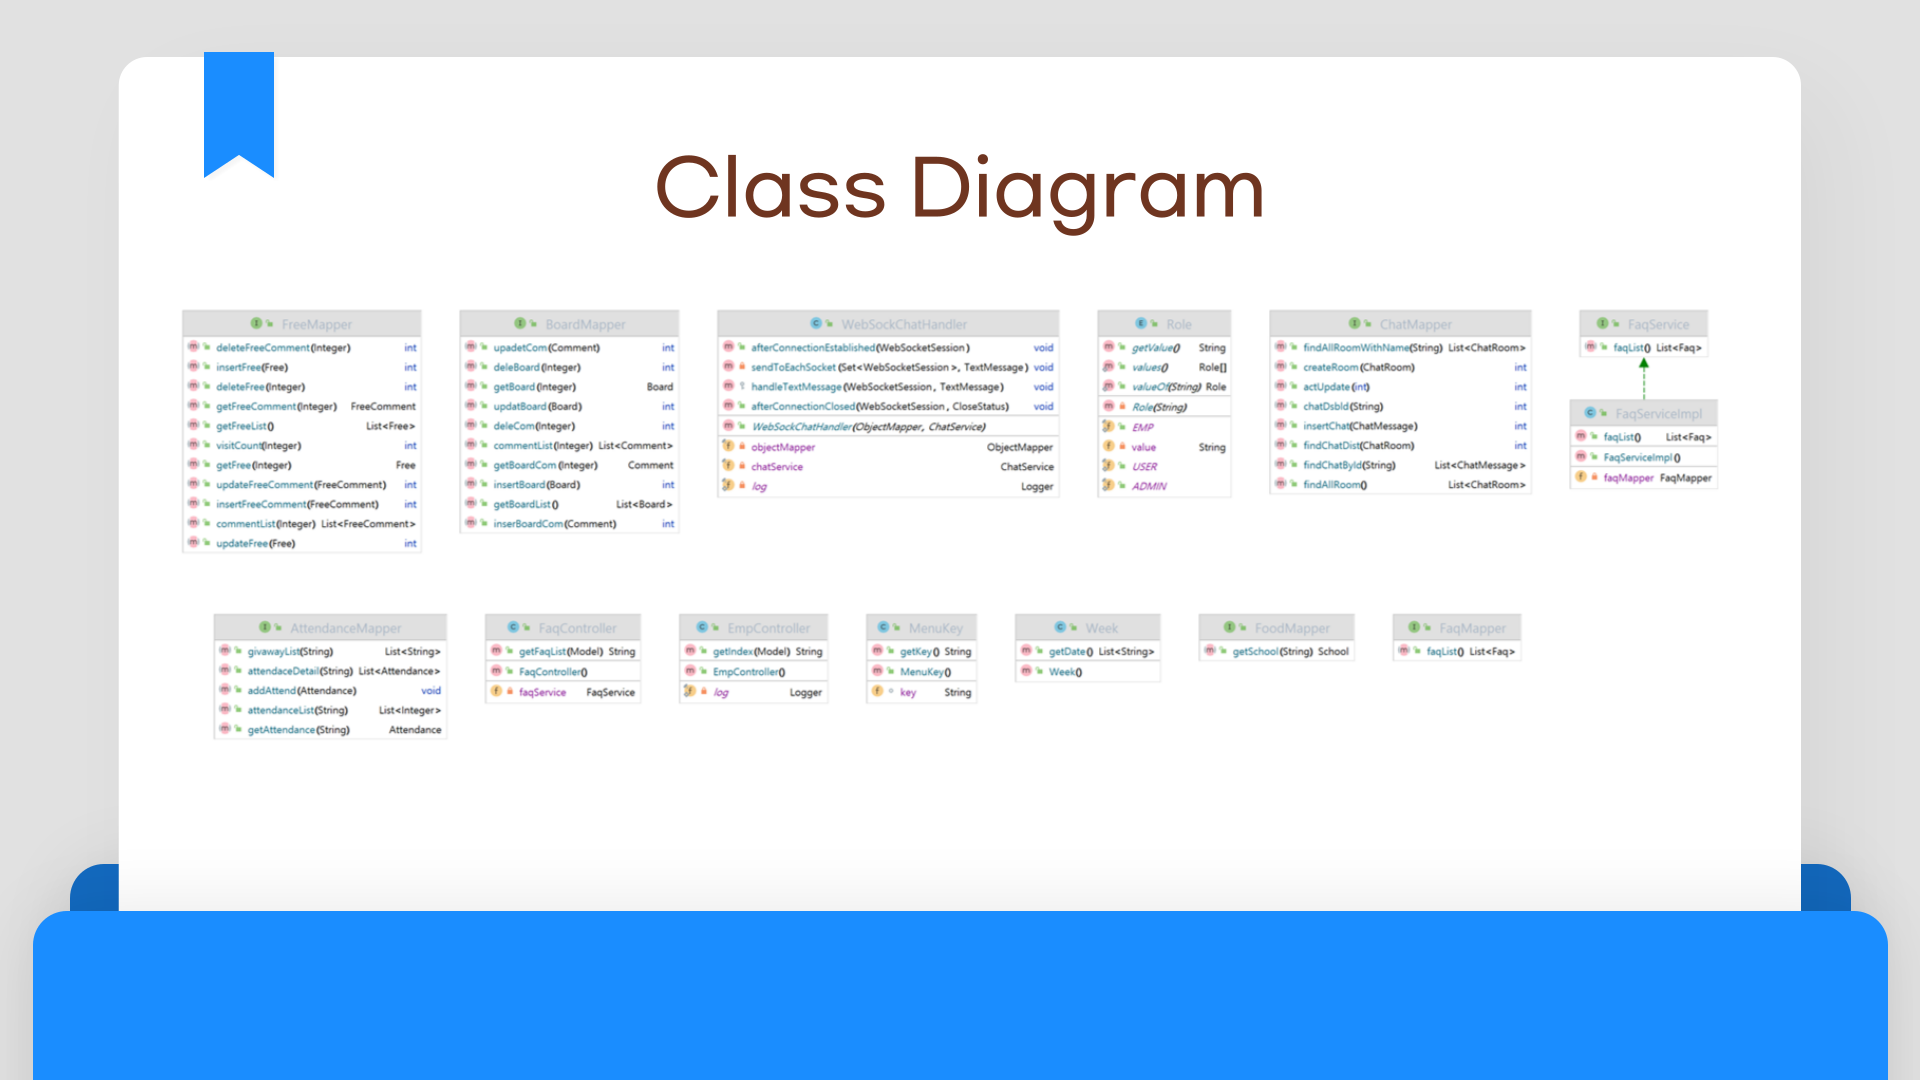 Class Diagram
FreeMapper
deleteFreeComment(Integer) int
insertFree(Free) int
deleteFree(Integer) int
getFreeComment(Integer) FreeComment
getFreeList() List<Free>
visitCount(Integer) int
getFree(Integer) Free
updateFreeComment(FreeComment) int
insertFreeComment(FreeComment) int
commentList(Integer) List<FreeComment>
updateFree(Free) int
BoardMapper
upadetCom(Comment) int
deleBoard(Integer) int
getBoard(Integer) Board
updatBoard(Board) int
deleCom(Integer) int
commentList(Integer) List<Comment>
getBoardCom(Integer) Comment
insertBoard(Board) int
getBoardList() List<Board>
inserBoardCom(Comment) int
WebSockChatHandler
afterConnectionEstablished(WebSocketSession) void
sendToEachSocket(Set<WebSocketSession>, TextMessage) void
handleTextMessage(WebSocketSession, TextMessage) void
afterConnectionClosed(WebSocketSession, CloseStatus) void
WebSockChatHandler(ObjectMapper, ChatService)
objectMapper ObjectMapper
chatService ChatService
log Logger
Role
getValue() String
values() Role[]
valueOf(String) Role
Role(String)
EMP
value String
USER
ADMIN
ChatMapper
findAllRoomWithName(String) List<ChatRoom>
createRoom(ChatRoom) int
actUpdate(int) int
chatDsbld(String) int
insertChat(ChatMessage) int
findChatDist(ChatRoom) int
findChatById(String) List<ChatMessage>
findAllRoom() List<ChatRoom>
FaqService
faqList() List<Faq>
FaqServiceImpl
faqList() List<Faq>
FaqServiceImpl()
faqMapper FaqMapper
AttendanceMapper
givawayList(String) List<String>
attendaceDetail(String) List<Attendance>
addAttend(Attendance) void
attendanceList(String) List<Integer>
getAttendance(String) Attendance
FaqController
getFaqList(Model) String
FaqController()
faqService FaqService
EmpController
getIndex(Model) String
EmpController()
log Logger
MenuKey
getKey() String
MenuKey()
key String
Week
getDate() List<String>
Week()
FoodMapper
getSchool(String) School
FaqMapper
faqList() List<Faq>